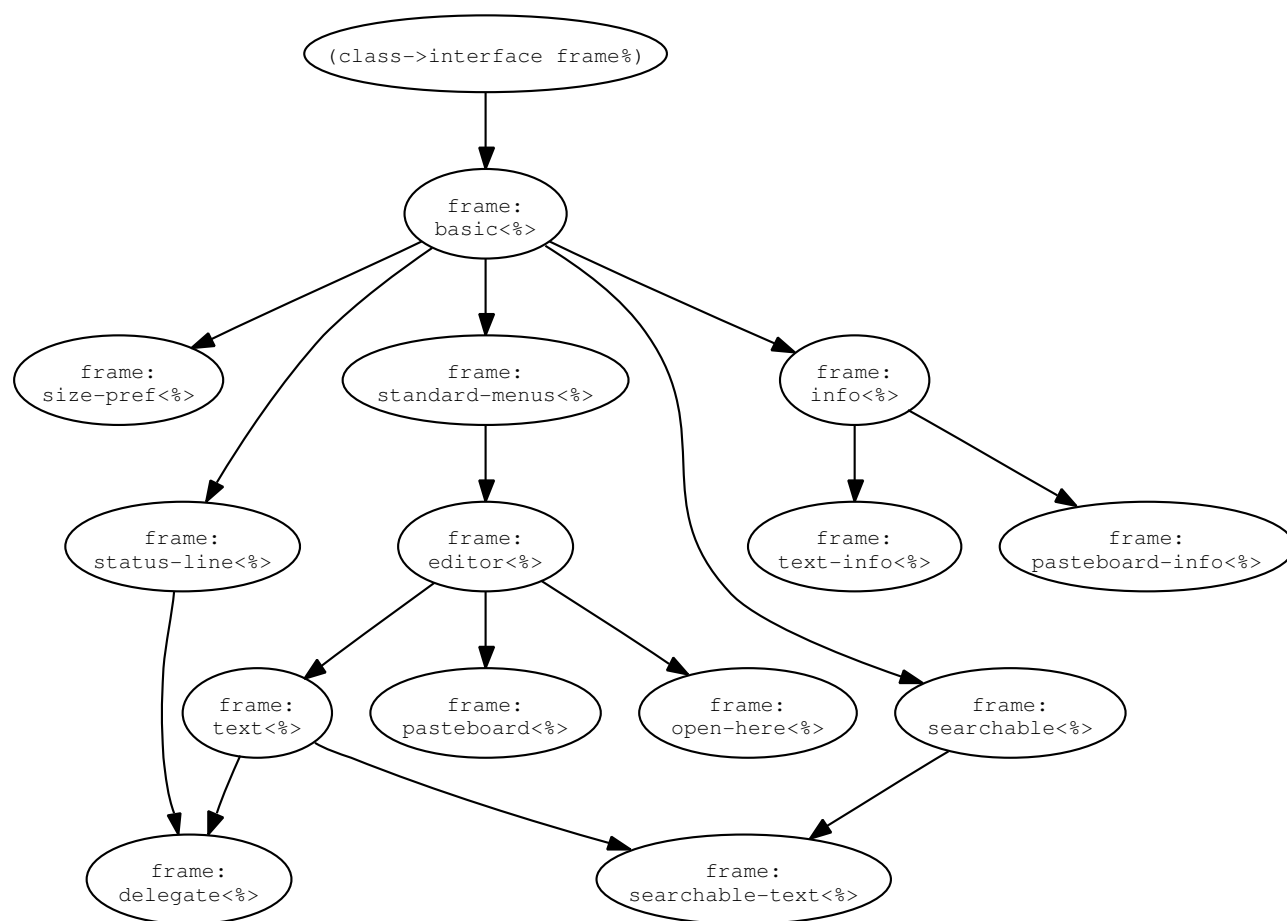 (class->interface frame%)
frame:
basic<%>
frame:
size-pref<%>
frame:
standard-menus<%>
frame:
info<%>
frame:
status-line<%>
frame:
editor<%>
frame:
text-info<%>
frame:
pasteboard-info<%>
frame:
text<%>
frame:
pasteboard<%>
frame:
open-here<%>
frame:
searchable<%>
frame:
delegate<%>
frame:
searchable-text<%>